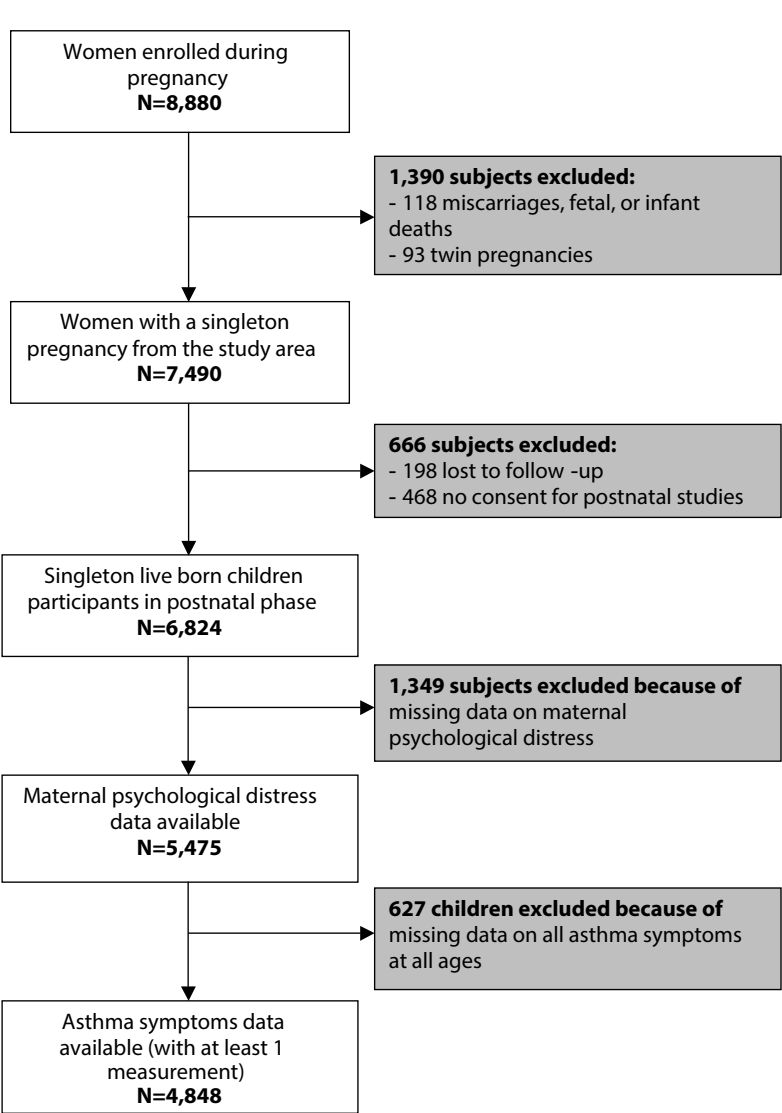 Women enrolled during
pregnancy
N=8,880
1,390 subjects excluded:
- 118 miscarriages, fetal, or infant
deaths
- 93 twin pregnancies
Women with a singleton
pregnancy from the study area
N=7,490
666 subjects excluded:
- 198 lost to follow -up
- 468 no consent for postnatal studies
Singleton live born children
participants in postnatal phase
N=6,824
1,349 subjects excluded because of
missing data on maternal
psychological distress
Maternal psychological distress
data available
N=5,475
627 children excluded because of
missing data on all asthma symptoms
at all ages
Asthma symptoms data
available (with at least 1
measurement)
N=4,848